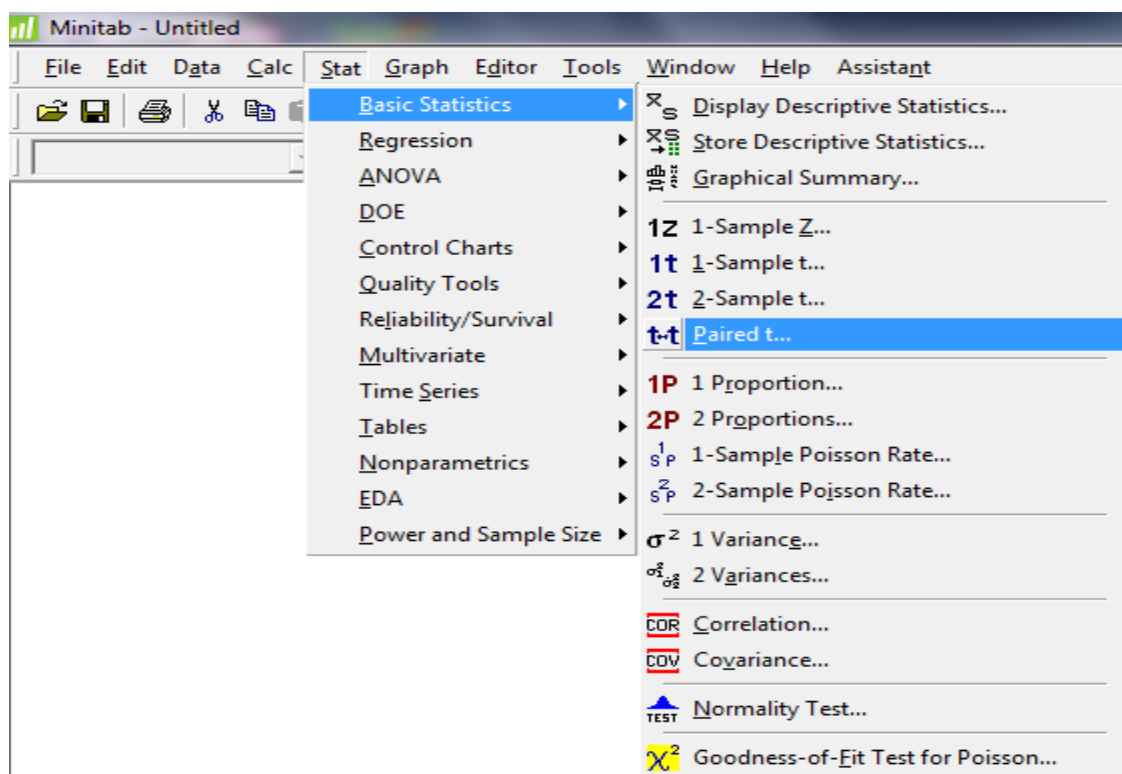 Minitab - Untitled
File Edit Data Calc Stat Graph Editor Tools Window Help Assistant
Basic Statistics
Regression
ANOVA
DOE
Control Charts
Quality Tools
Reliability/Survival
Multivariate
Time Series
Tables
Nonparametrics
EDA
Power and Sample Size
Display Descriptive Statistics...
Store Descriptive Statistics...
Graphical Summary...
1Z 1-Sample Z...
1t 1-Sample t...
2t 2-Sample t...
t-t Paired t...
1P 1 Proportion...
2P 2 Proportions...
1-Sample Poisson Rate...
2-Sample Poisson Rate...
σ² 1 Variance...
2 Variances...
COR Correlation...
COV Covariance...
TEST Normality Test...
χ² Goodness-of-Fit Test for Poisson...